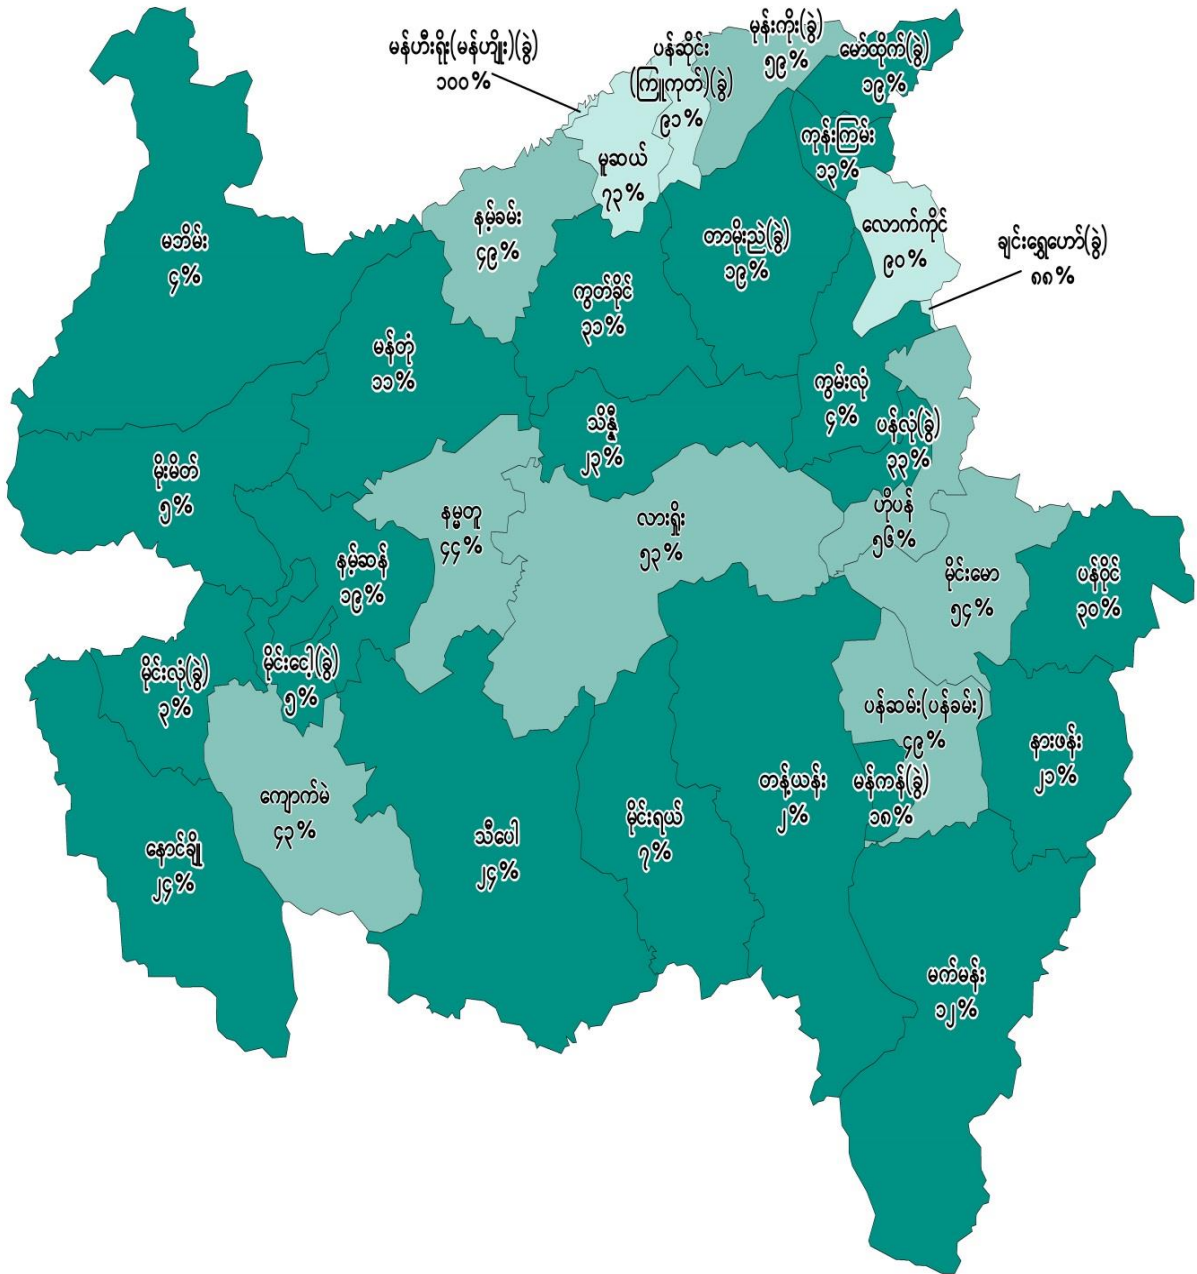 မန်ဟီးရိုး(မန်ဟျိုး)(ခွဲ)
၁၀၀%
ပန်ဆိုင်း
(ကြူကုတ်)(ခွဲ)
၉၁%
မုန်းကိုး(ခွဲ)
၅၉%
မော်ထိုက်(ခွဲ)
၁၉%
ကုန်းကြမ်း
၁၃%
မူဆယ်
၇၃%
နမ့်ခမ်း
၄၉%
မဘိမ်း
၄%
တာမိုးညဲ(ခွဲ)
၁၉%
လောက်ကိုင်
၉၀%
ချင်းရွှေဟော်(ခွဲ)
၈၈%
ကွတ်ခိုင်
၃၁%
မန်တုံ
၁၁%
ကွမ်းလုံ
၄%
သိန္နီ
၂၃%
ပန်လုံ(ခွဲ)
၃၃%
မိုးမိတ်
၅%
နမ္မတူ
၄၄%
လားရှိုး
၅၃%
ဟိုပန်
၅၆%
နမ့်ဆန်
၁၉%
မိုင်းမော
၅၄%
ပန်ဝိုင်
၃၀%
မိုင်းလုံ(ခွဲ)
၃%
မိုင်းငေါ့(ခွဲ)
၅%
ပန်ဆမ်း(ပန်ခမ်း)
၄၉%
နားဖန်း
၂၁%
ကျောက်မဲ
၄၃%
တန့်ယန်း
၂%
မန်ကန်(ခွဲ)
၁၈%
မိုင်းရယ်
၇%
သီပေါ
၂၄%
နောင်ချို
၂၄%
မက်မန်း
၁၂%